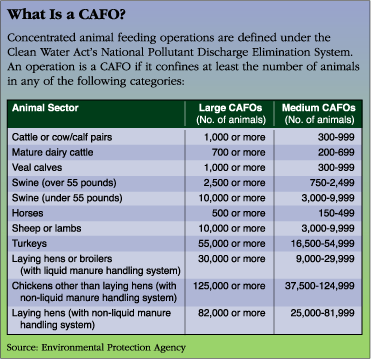 What Is a CAFO?
Concentrated animal feeding operations are defined under the
Clean Water Act's National Pollutant Discharge Elimination System.
An operation is a CAFO if it confines at least the number of animals
in any of the following categories:
Animal Sector Large CAFOs Medium CAFOs
(No. of animals) (No. of animals)
Cattle or cow/calf pairs 1,000 or more 300-999
Mature dairy cattle 700 or more 200-699
Veal calves 1,000 or more 300-999
Swine (over 55 pounds) 2,500 or more 750-2,499
Swine (under 55 pounds) 10,000 or more 3,000-9,999
Horses 500 or more 150-499
Sheep or lambs 10,000 or more 3,000-9,999
Turkeys 55,000 or more 16,500-54,999
Laying hens or broilers 30,000 or more 9,000-29,999
(with liquid manure handling system)
Chickens other than laying hens (with 125,000 or more 37,500-124,999
non-liquid manure handling system)
Laying hens (with non-liquid manure 82,000 or more 25,000-81,999
handling system)
Source: Environmental Protection Agency